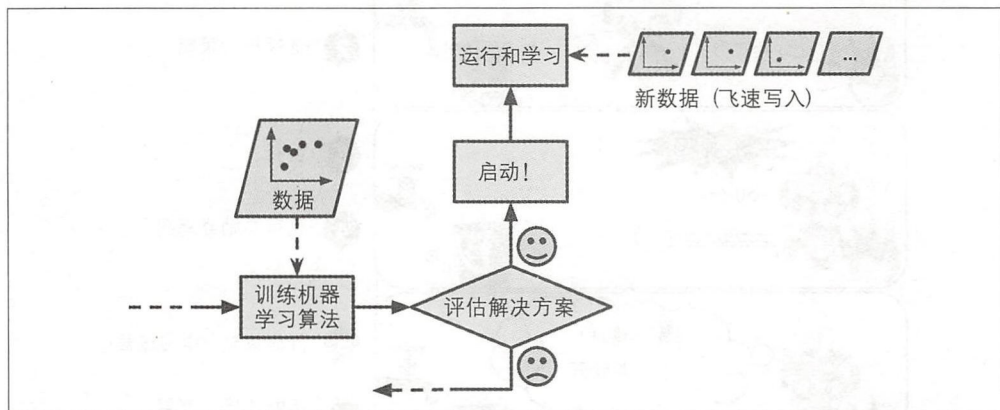 运行和学习
...
新数据（飞速写入）
启动！
数据
训练机器
学习算法
评估解决方案